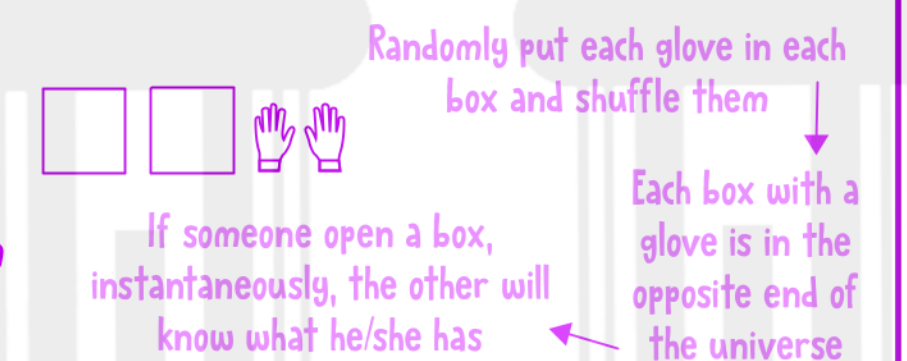 Randomly put each glove in each
box and shuffle them
Each box with a
glove is in the
opposite end of
the universe
If someone open a box,
instantaneously, the other will
know what he/she has